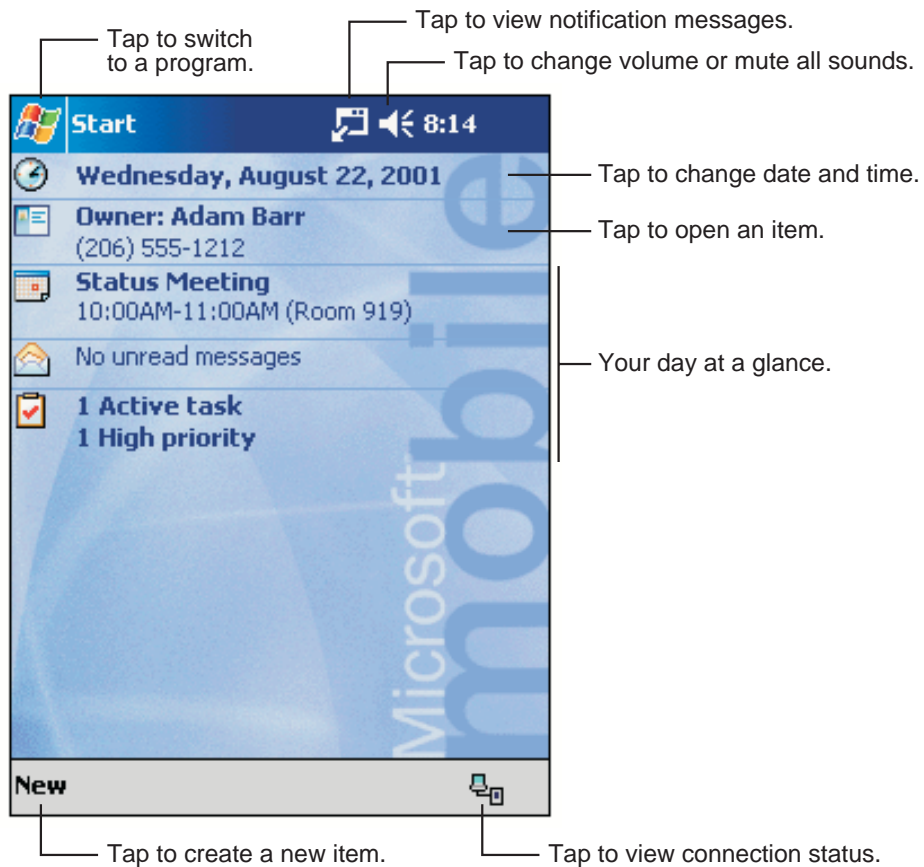 Tap to view notification messages.
Tap to switch
to a program.
Tap to change volume or mute all sounds.
Start
8:14
Wednesday, August 22, 2001
Tap to change date and time.
Owner: Adam Barr
(206) 555-1212
Tap to open an item.
Status Meeting
10:00AM-11:00AM (Room 919)
No unread messages
Your day at a glance.
1 Active task
1 High priority
Microsoft
mobile
New
Tap to create a new item.
Tap to view connection status.